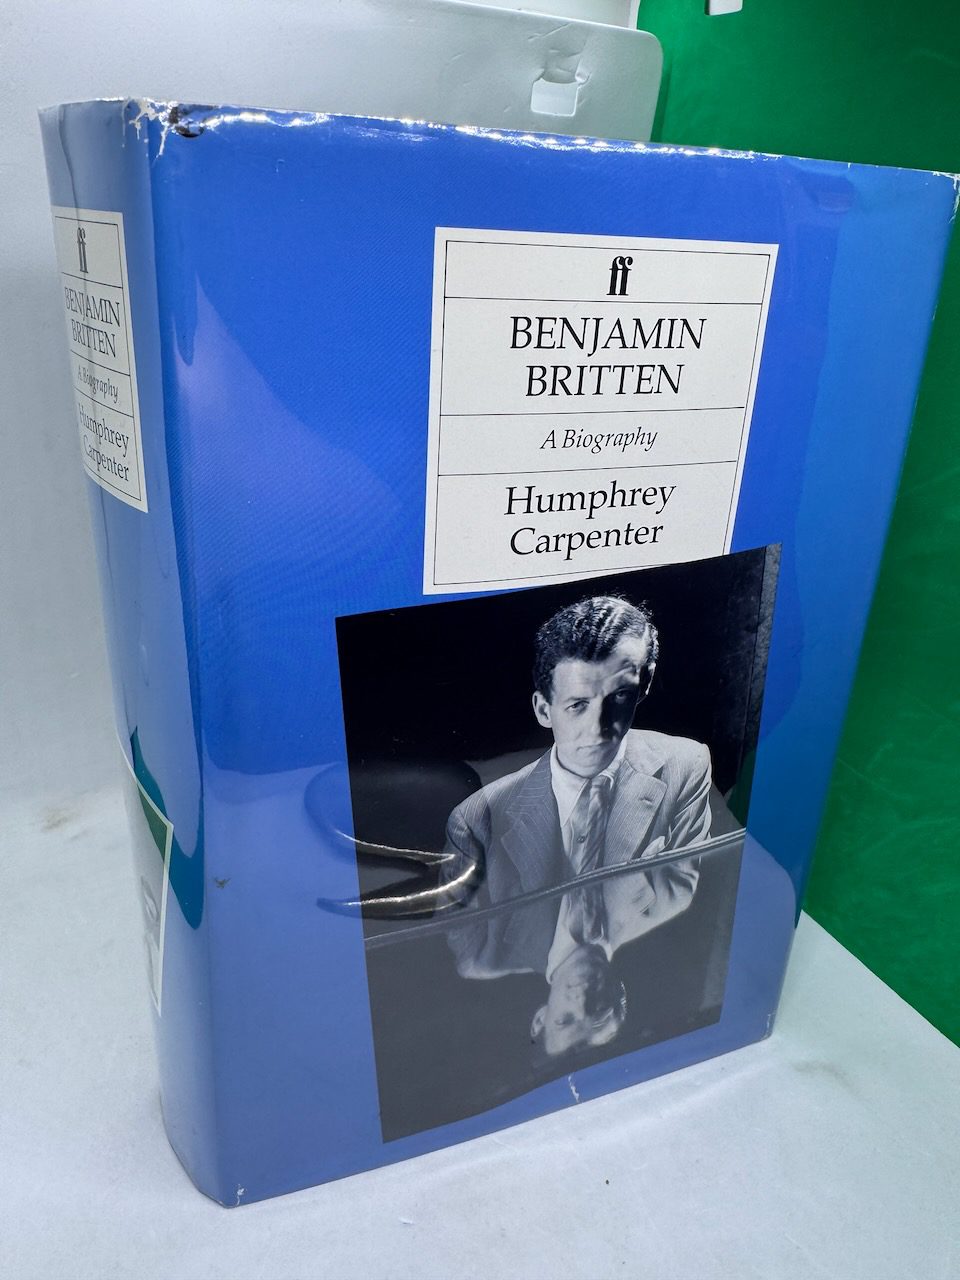 ff
BENJAMIN
BRITTEN
A Biography
Humphrey
Carpenter
ff
BENJAMIN
BRITTEN
A Biography
Humphrey
Carpenter